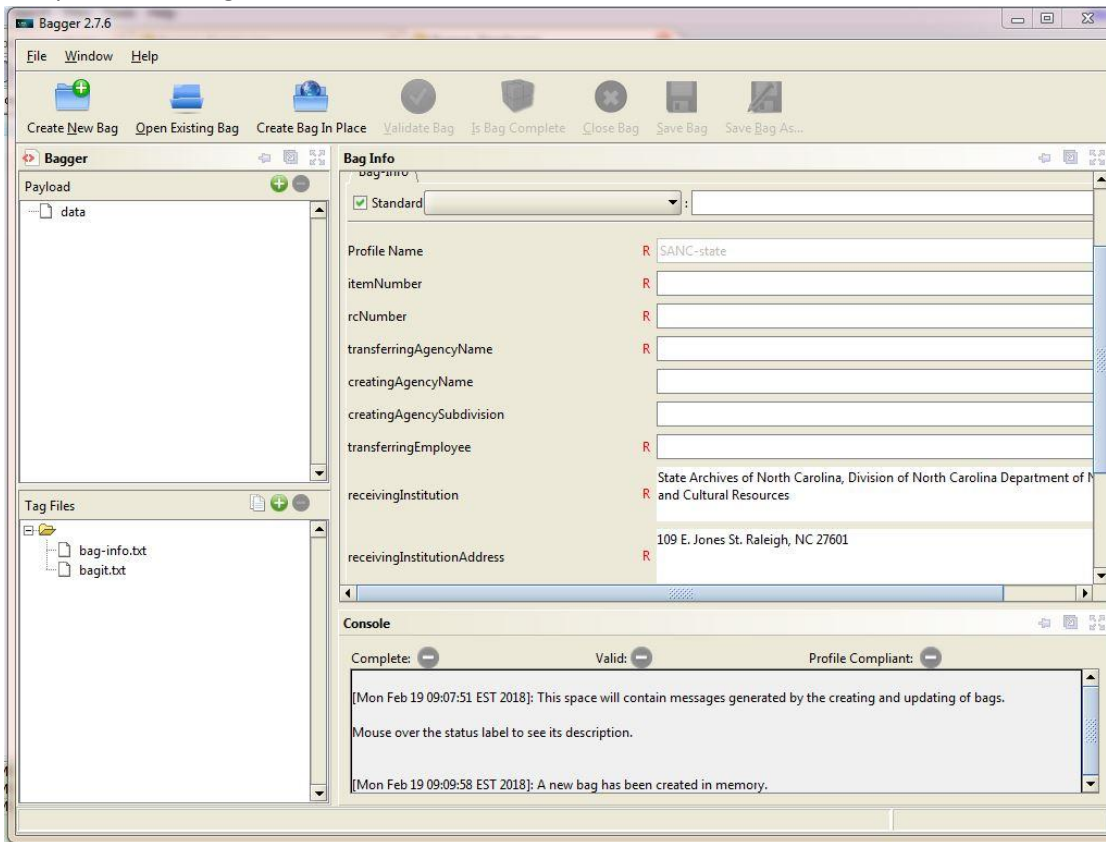 Bagger 2.7.6
File Window Help
Create New Bag Open Existing Bag Create Bag In Place Validate Bag Is Bag Complete Close Bag Save Bag Save Bag As...
Bagger
Payload
data
Tag Files
bag-info.txt
bagit.txt
Bag Info
Bag-Info
Standard :
Profile Name R SANC-state
itemNumber R
rcNumber R
transferringAgencyName R
creatingAgencyName
creatingAgencySubdivision
transferringEmployee R
State Archives of North Carolina, Division of North Carolina Department of
receivingInstitution R and Cultural Resources
109 E. Jones St. Raleigh, NC 27601
receivingInstitutionAddress R
Console
Complete: Valid: Profile Compliant:
[Mon Feb 19 09:07:51 EST 2018]: This space will contain messages generated by the creating and updating of bags.
Mouse over the status label to see its description.
[Mon Feb 19 09:09:58 EST 2018]: A new bag has been created in memory.